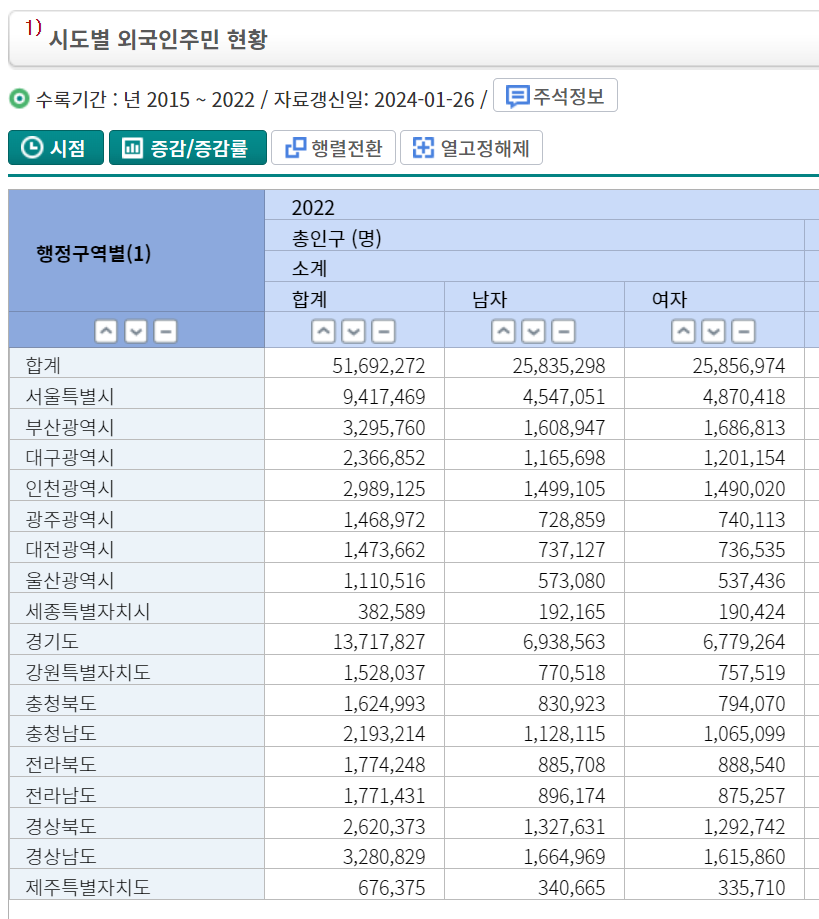 1) 시도별 외국인주민 현황
수록기간 : 년 2015 ~ 2022 / 자료갱신일: 2024-01-26 / 주석정보
시점 증감/증감률 행렬전환 열고정해제
행정구역별(1) 2022
총인구 (명)
소계
합계 남자 여자
합계 51,692,272 25,835,298 25,856,974
서울특별시 9,417,469 4,547,051 4,870,418
부산광역시 3,295,760 1,608,947 1,686,813
대구광역시 2,366,852 1,165,698 1,201,154
인천광역시 2,989,125 1,499,105 1,490,020
광주광역시 1,468,972 728,859 740,113
대전광역시 1,473,662 737,127 736,535
울산광역시 1,110,516 573,080 537,436
세종특별자치시 382,589 192,165 190,424
경기도 13,717,827 6,938,563 6,779,264
강원특별자치도 1,528,037 770,518 757,519
충청북도 1,624,993 830,923 794,070
충청남도 2,193,214 1,128,115 1,065,099
전라북도 1,774,248 885,708 888,540
전라남도 1,771,431 896,174 875,257
경상북도 2,620,373 1,327,631 1,292,742
경상남도 3,280,829 1,664,969 1,615,860
제주특별자치도 676,375 340,665 335,710